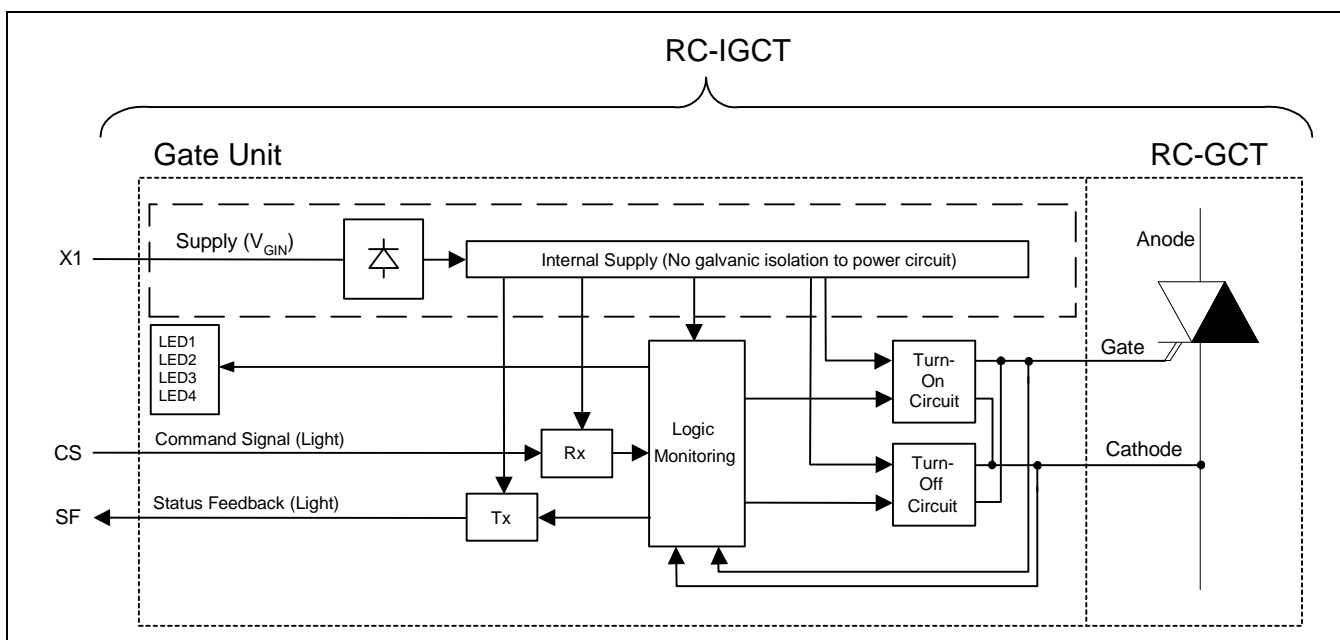 RC-IGCT
Gate Unit
RC-GCT
X1
Supply (VGIN)
Internal Supply (No galvanic isolation to power circuit)
Anode
LED1
LED2
LED3
LED4
Turn-
On
Circuit
Gate
CS
Command Signal (Light)
Rx
Logic
Monitoring
Turn-
Off
Circuit
Cathode
SF
Status Feedback (Light)
Tx